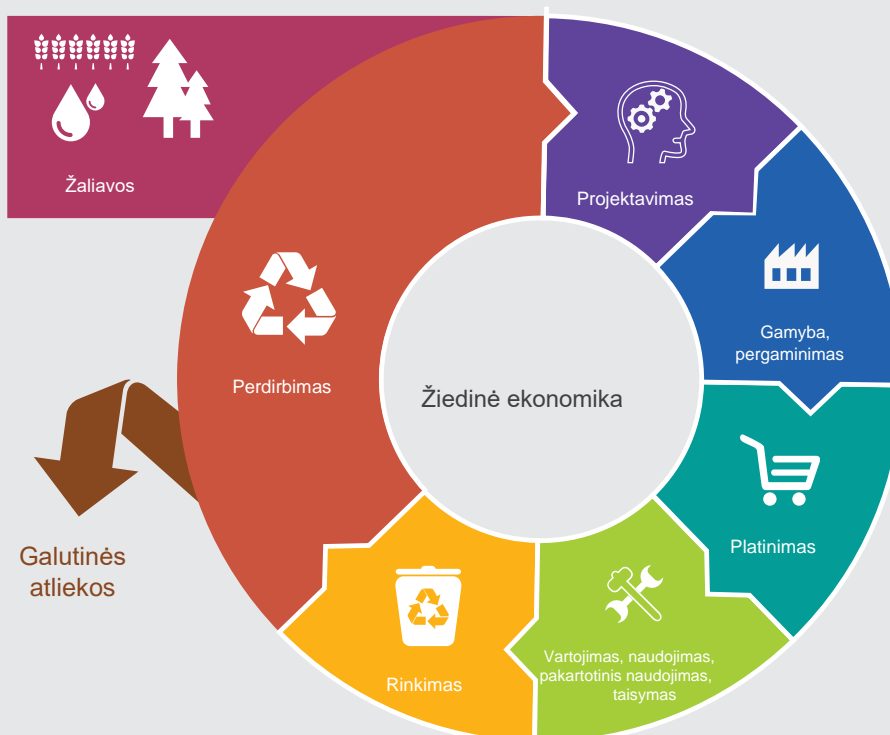 Žaliavos
Projektavimas
Gamyba,
pergaminimas
Platinimas
Vartojimas, naudojimas,
pakartotinis naudojimas,
taisymas
Rinkimas
Perdirbimas
Galutinės
atliekos
Žiedinė ekonomika